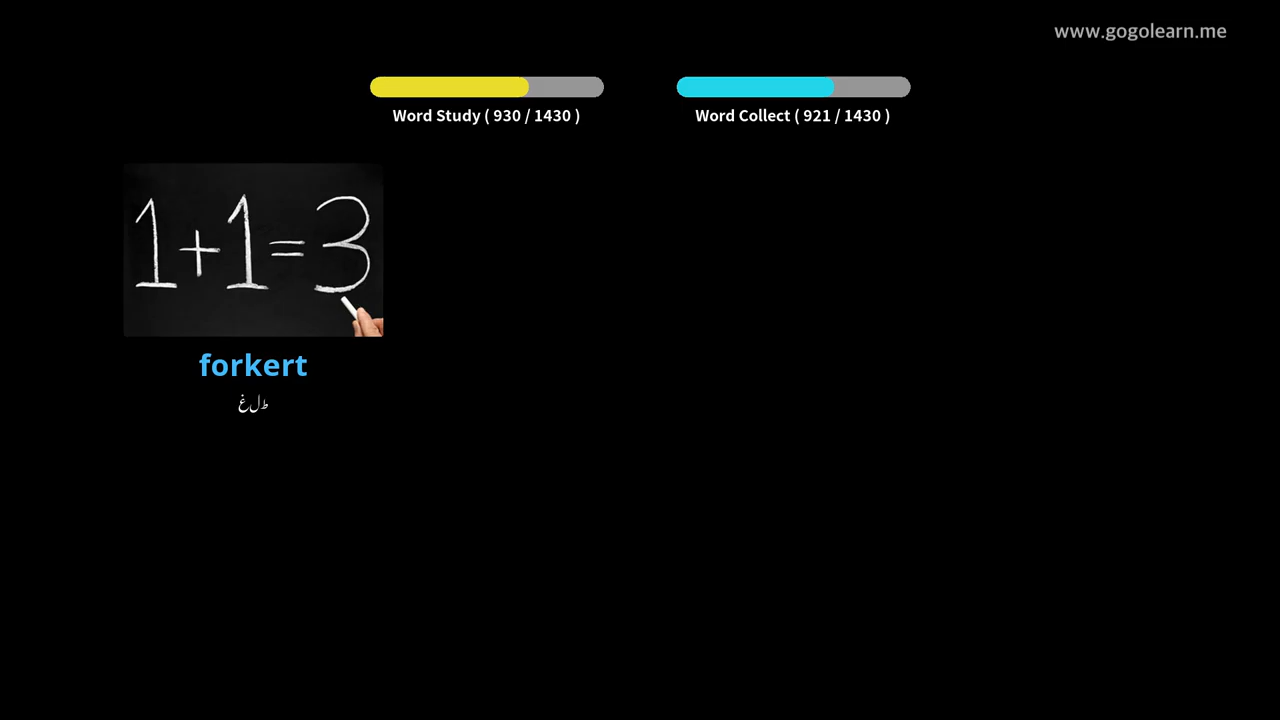 www.gogolearn.me
Word Study ( 930 / 1430 )
Word Collect ( 921 / 1430 )
1+1=3
forkert
غلط